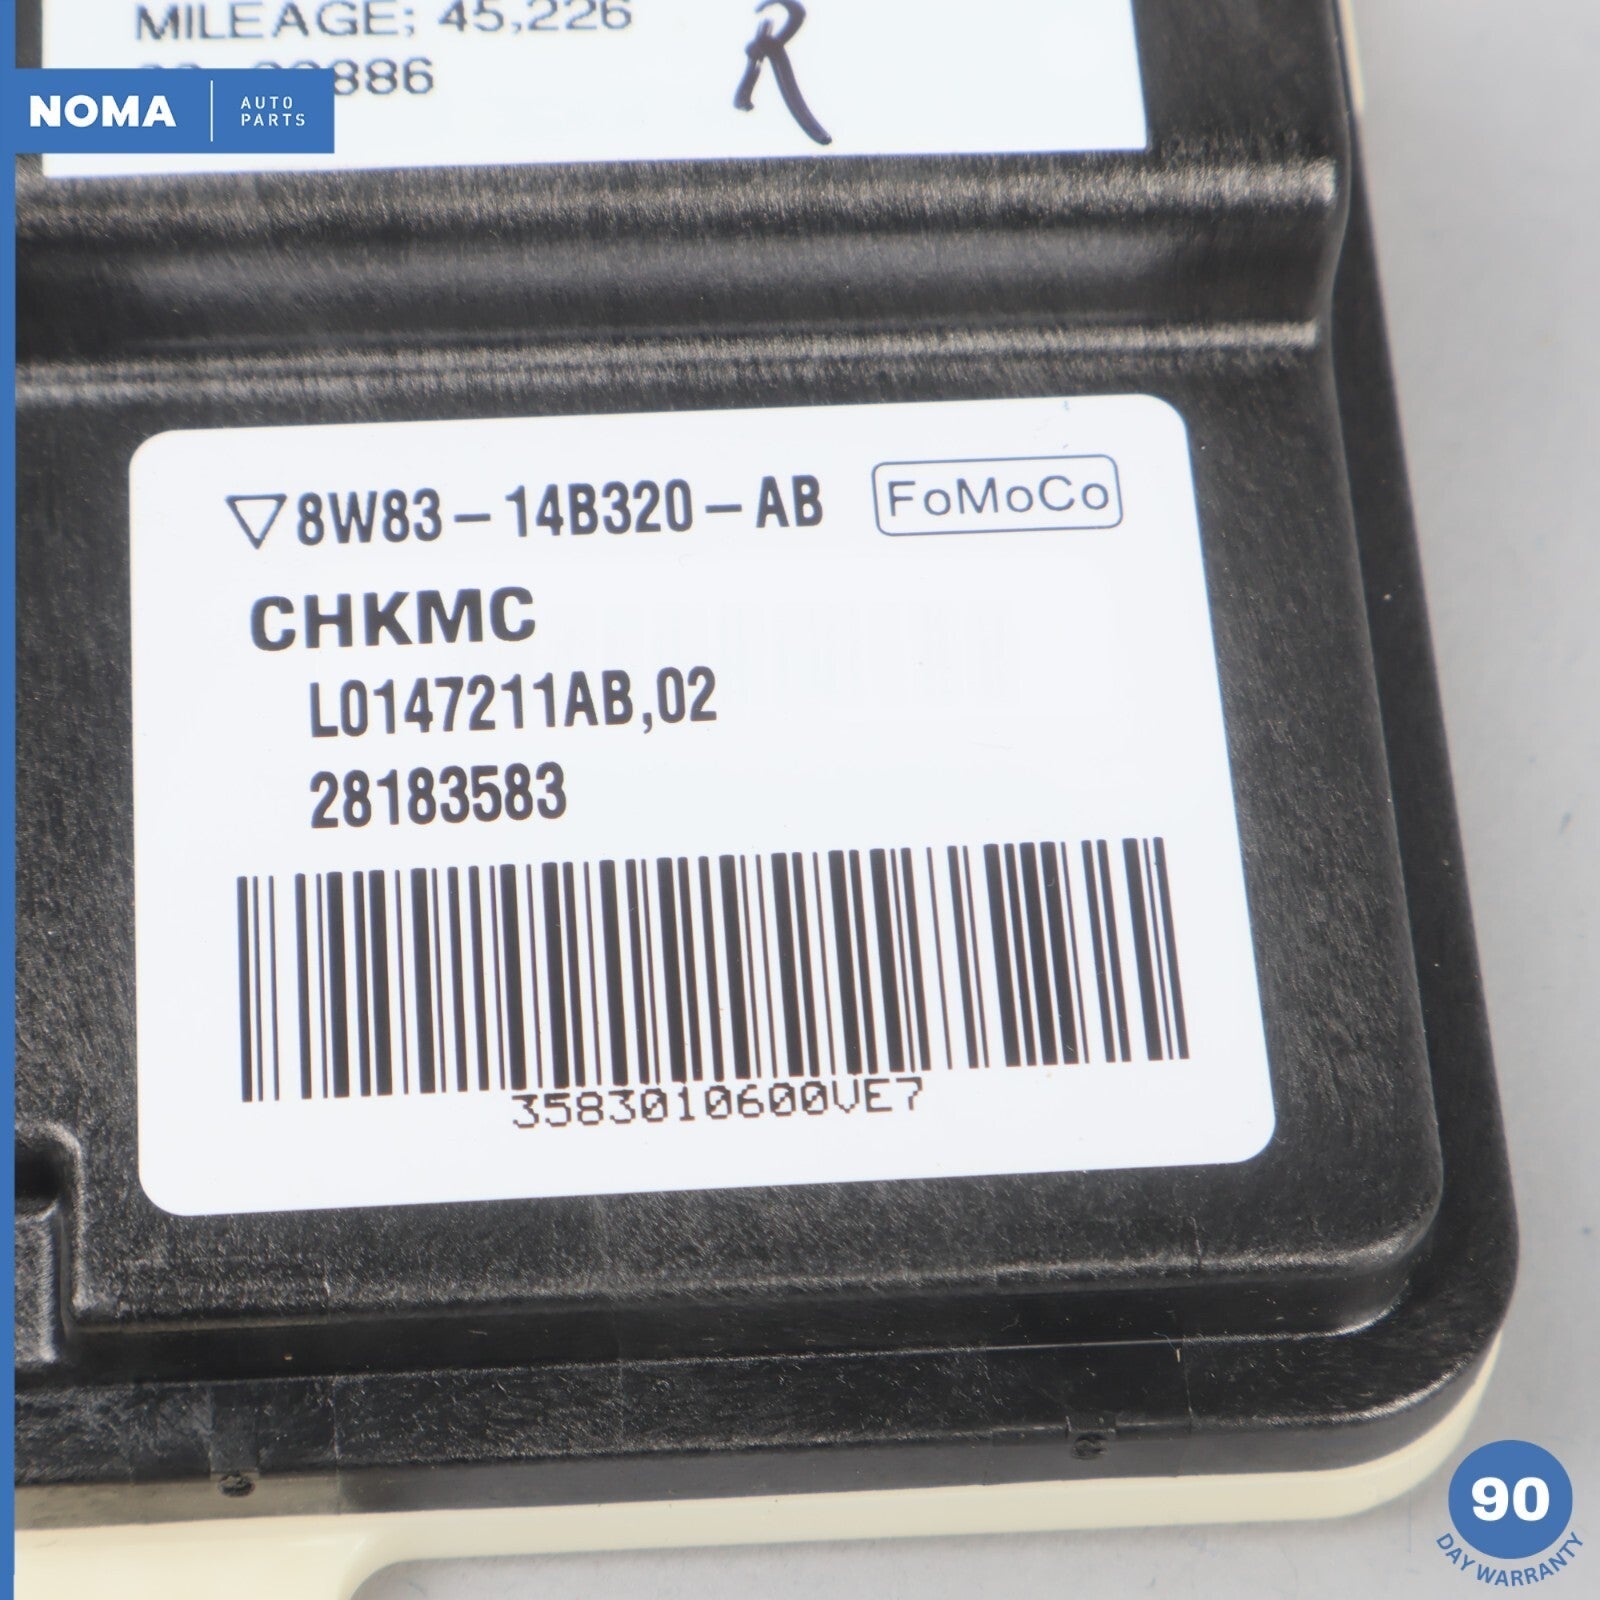 MILEAGE; 45,226
886
R
NOMA
AUTO
PARTS
8W83-14B320-AB
FoMoCo
CHKMC
L0147211AB,02
28183583
3583010600VE7
90
DAY WARRANTY